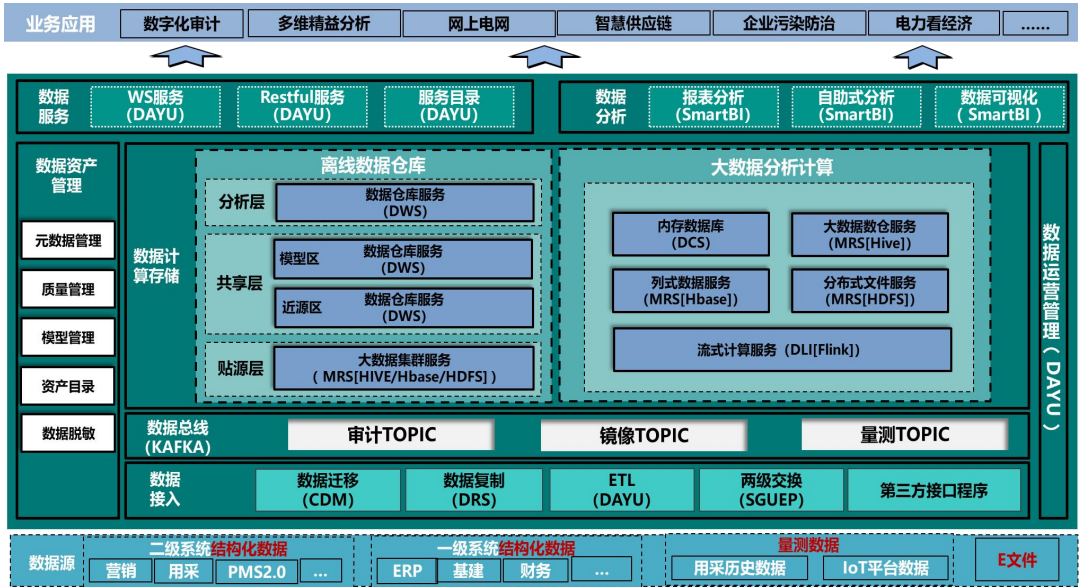 业务应用
数字化审计
多维精益分析
网上电网
智慧供应链
企业污染防治
电力看经济
......
数据
服务
WS服务
(DAYU)
Restful服务
(DAYU)
服务目录
(DAYU)
数据
分析
报表分析
(SmartBI)
自助式分析
(SmartBI)
数据可视化
( SmartBI )
数据资产
管理
元数据管理
质量管理
模型管理
资产目录
数据脱敏
数据计
算存储
离线数据仓库
分析层
数据仓库服务
(DWS)
共享层
模型区
数据仓库服务
(DWS)
近源区
数据仓库服务
(DWS)
贴源层
大数据集群服务
( MRS[HIVE/Hbase/HDFS] )
大数据分析计算
内存数据库
(DCS)
大数据数仓服务
(MRS[Hive])
列式数据服务
(MRS[Hbase])
分布式文件服务
(MRS[HDFS])
流式计算服务（DLI[Flink])
数据运营管理(DAYU)
数据总线
(KAFKA)
审计TOPIC
镜像TOPIC
量测TOPIC
数据
接入
数据迁移
(CDM)
数据复制
(DRS)
ETL
(DAYU)
两级交换
(SGUEP)
第三方接口程序
数据源
二级系统结构化数据
营销
用采
PMS2.0
...
一级系统结构化数据
ERP
基建
财务
...
量测数据
用采历史数据
IoT平台数据
E文件